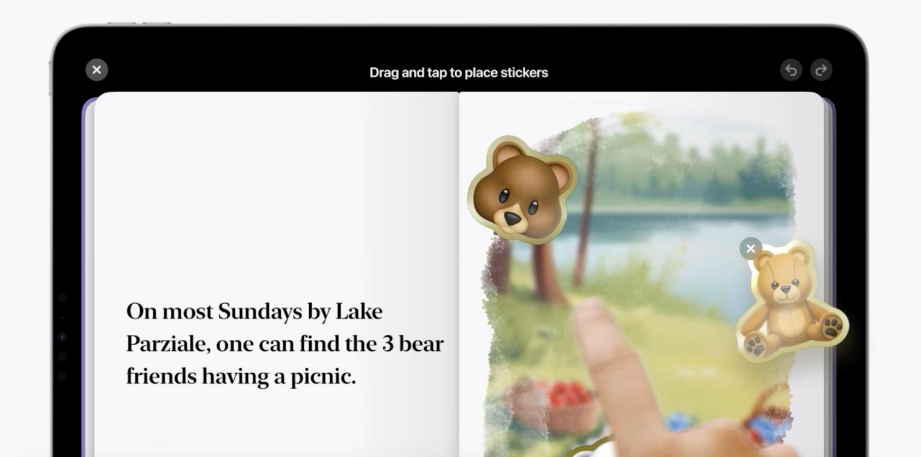 Drag and tap to place stickers
On most Sundays by Lake
Parziale, one can find the 3 bear
friends having a picnic.